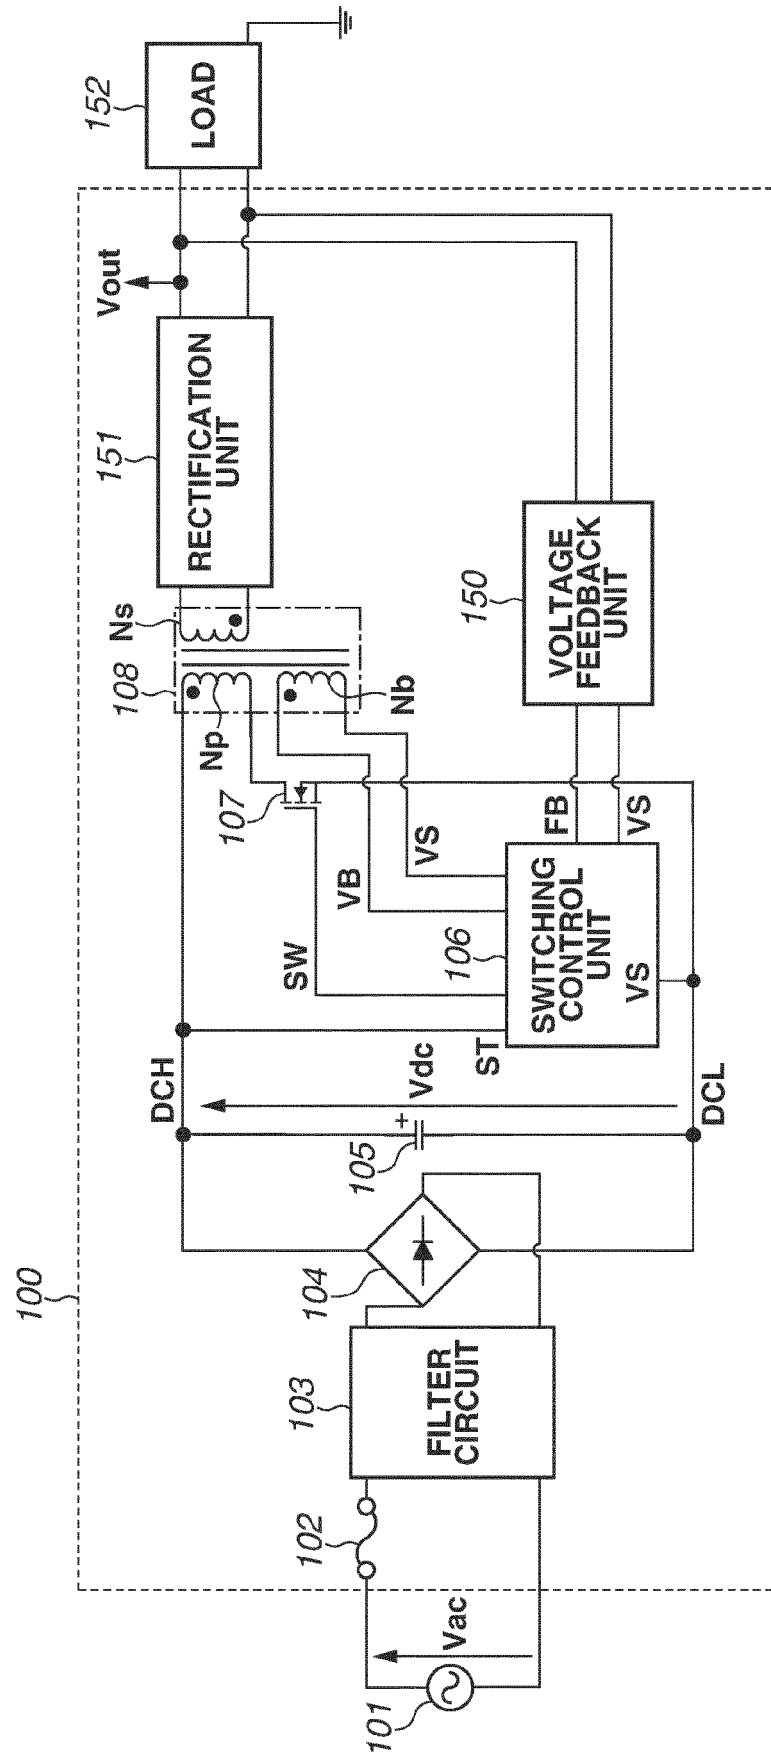 100
101
Vac
102
103
FILTER
CIRCUIT
104
105
+
Vdc
DCH
DCL
ST
SW
VB
VS
106
SWITCHING
CONTROL
UNIT
VS
FB
VS
107
108
Np
Ns
Nb
150
VOLTAGE
FEEDBACK
UNIT
151
RECTIFICATION
UNIT
Vout
152
LOAD